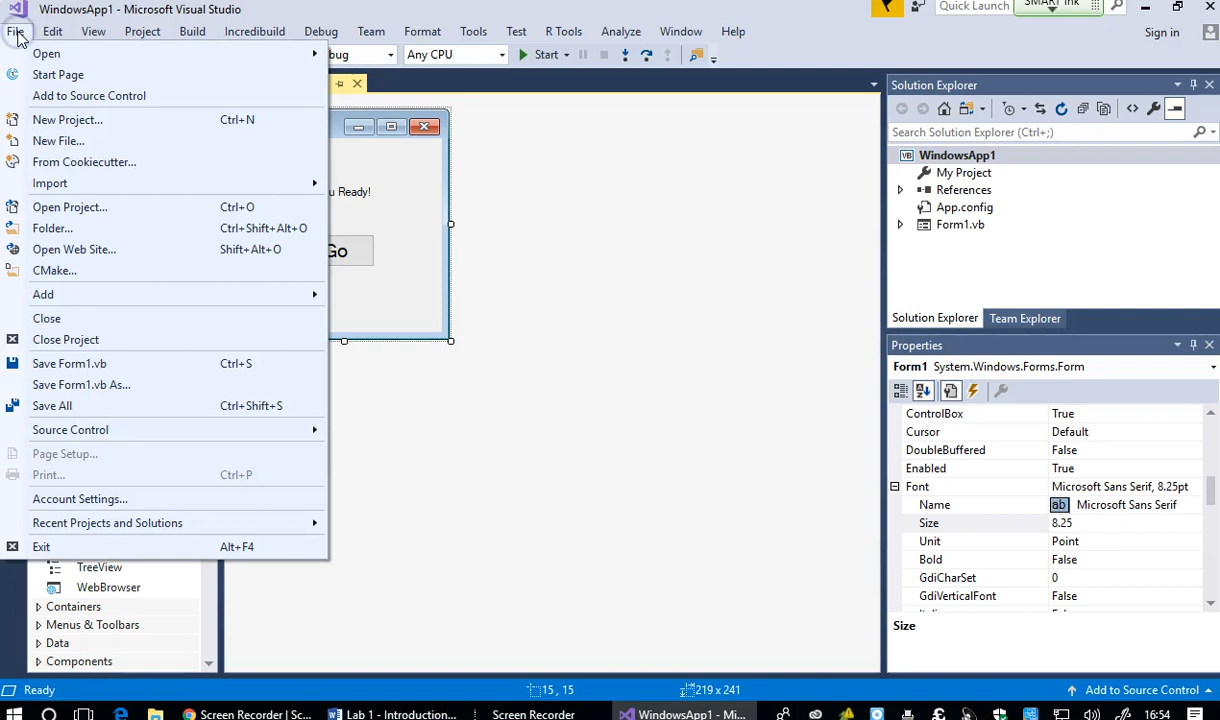 WindowsApp1 - Microsoft Visual Studio
Quick Launch
SMART Ink
File Edit View Project Build Incredibuild Debug Team Format Tools Test R Tools Analyze Window Help
Sign in
bug Any CPU Start
Open
Start Page
Add to Source Control
New Project... Ctrl+N
New File...
From Cookiecutter...
Import
Open Project... Ctrl+O
Folder... Ctrl+Shift+Alt+O
Open Web Site... Shift+Alt+O
CMake...
Add
Close
Close Project
Save Form1.vb Ctrl+S
Save Form1.vb As...
Save All Ctrl+Shift+S
Source Control
Page Setup...
Print... Ctrl+P
Account Settings...
Recent Projects and Solutions
Exit Alt+F4
TreeView
WebBrowser
Containers
Menus & Toolbars
Data
Components
u Ready!
Go
Solution Explorer
Search Solution Explorer (Ctrl+;)
VB WindowsApp1
My Project
References
App.config
Form1.vb
Solution Explorer Team Explorer
Properties
Form1 System.Windows.Forms.Form
ControlBox True
Cursor Default
DoubleBuffered False
Enabled True
Font Microsoft Sans Serif, 8.25pt
Name ab Microsoft Sans Serif
Size 8.25
Unit Point
Bold False
GdiCharSet 0
GdiVerticalFont False
Size
Ready 15 , 15 219 x 241 Add to Source Control
Screen Recorder | Sc... Lab 1 - Introduction... Screen Recorder WindowsApp1 - Mi... 16:54